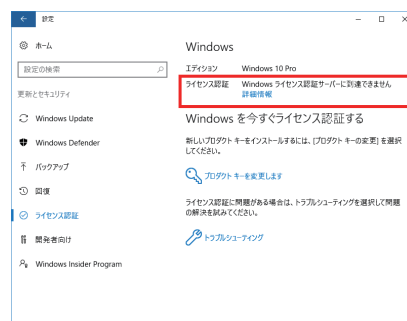 設定
ホーム
設定の検索
更新とセキュリティ
Windows Update
Windows Defender
バックアップ
回復
ライセンス認証
開発者向け
Windows Insider Program
Windows
エディション Windows 10 Pro
ライセンス認証 Windows ライセンス認証サーバーに到達できません
詳細情報
Windows を今すぐライセンス認証する
新しいプロダクト キーをインストールするには、[プロダクト キーの変更] を選択
してください。
プロダクト キーを変更します
ライセンス認証に問題がある場合は、トラブルシューティングを選択して問題
の解決を試みてください。
トラブルシューティング